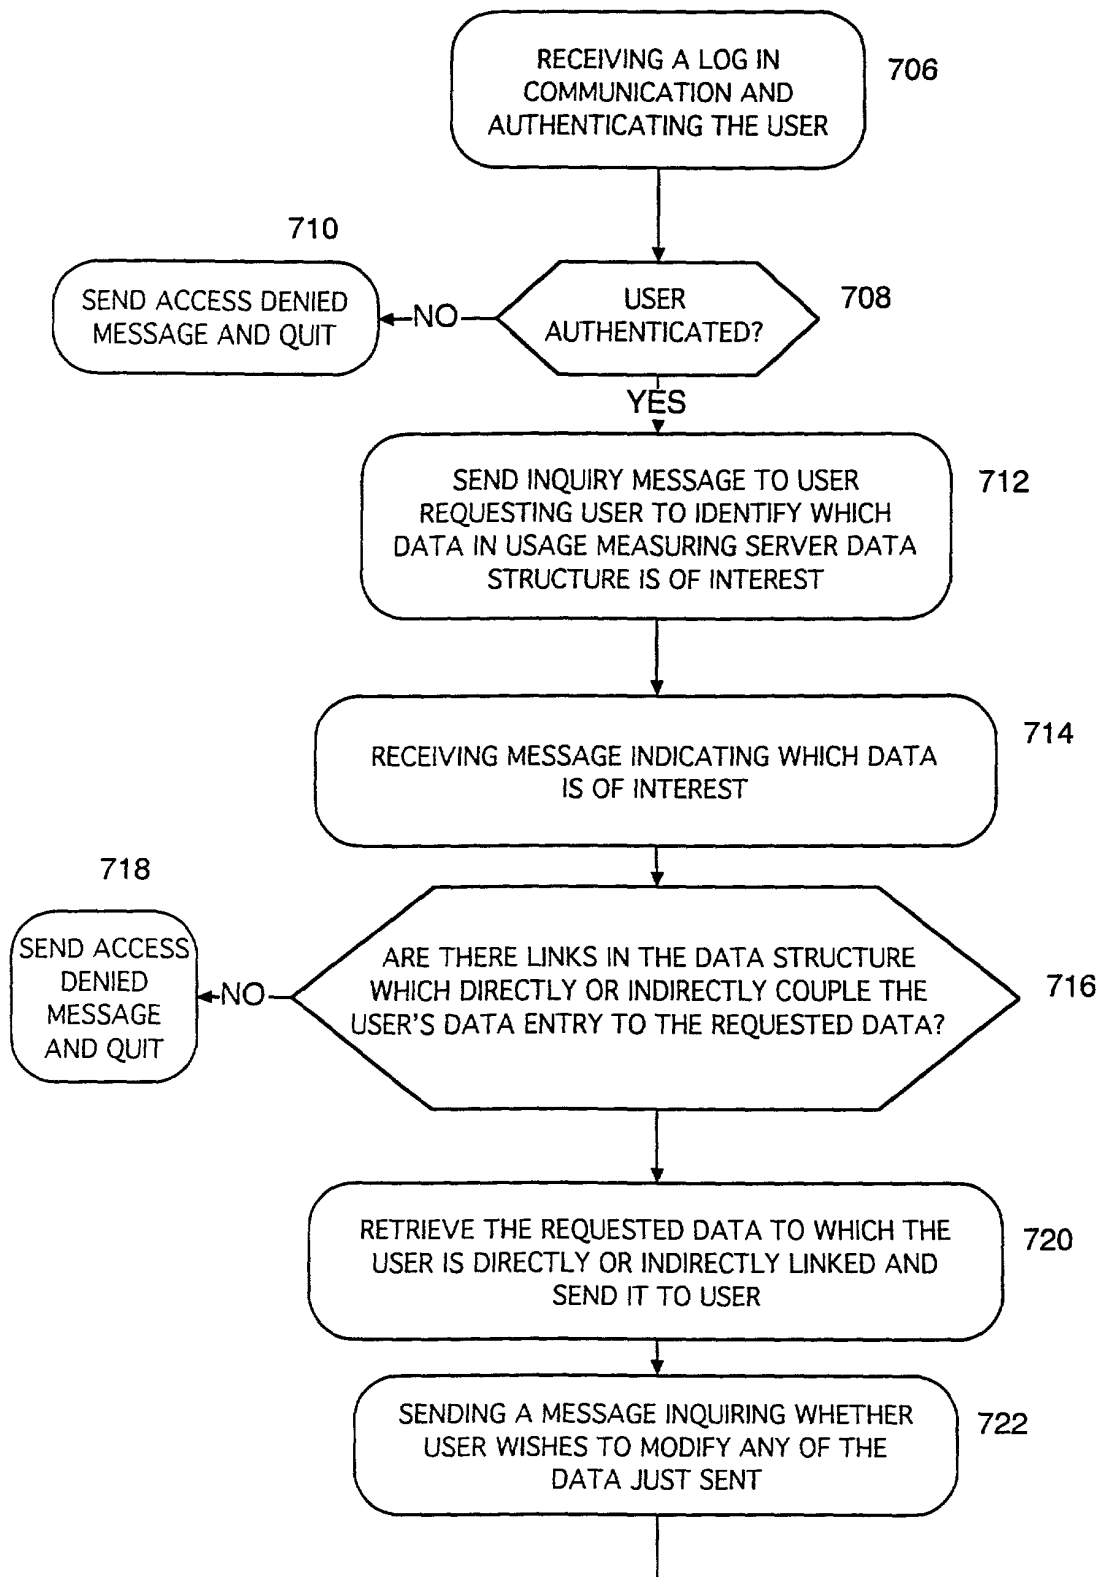 RECEIVING A LOG IN
COMMUNICATION AND
AUTHENTICATING THE USER
706
710
SEND ACCESS DENIED
MESSAGE AND QUIT
NO
USER
AUTHENTICATED?
708
YES
SEND INQUIRY MESSAGE TO USER
REQUESTING USER TO IDENTIFY WHICH
DATA IN USAGE MEASURING SERVER DATA
STRUCTURE IS OF INTEREST
712
RECEIVING MESSAGE INDICATING WHICH DATA
IS OF INTEREST
714
718
SEND ACCESS
DENIED
MESSAGE
AND QUIT
NO
ARE THERE LINKS IN THE DATA STRUCTURE
WHICH DIRECTLY OR INDIRECTLY COUPLE THE
USER'S DATA ENTRY TO THE REQUESTED DATA?
716
RETRIEVE THE REQUESTED DATA TO WHICH THE
USER IS DIRECTLY OR INDIRECTLY LINKED AND
SEND IT TO USER
720
SENDING A MESSAGE INQUIRING WHETHER
USER WISHES TO MODIFY ANY OF THE
DATA JUST SENT
722